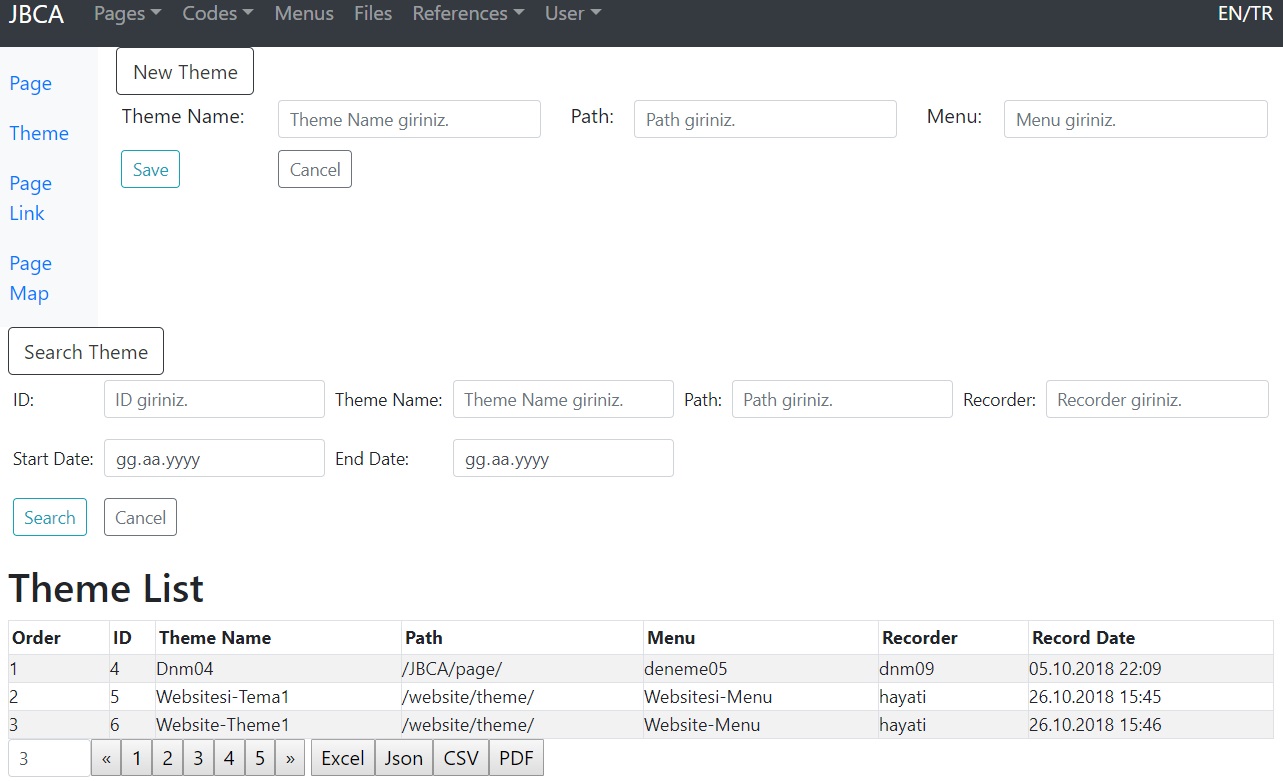 JBCA Pages Codes Menus Files References User EN/TR
Page
Theme
Page
Link
Page
Map
New Theme
Theme Name: Theme Name giriniz. Path: Path giriniz. Menu: Menu giriniz.
Save Cancel
Search Theme
ID: ID giriniz. Theme Name: Theme Name giriniz. Path: Path giriniz. Recorder: Recorder giriniz.
Start Date: gg.aa.yyyy End Date: gg.aa.yyyy
Search Cancel
Theme List
Order ID Theme Name Path Menu Recorder Record Date
1 4 Dnm04 /JBCA/page/ deneme05 dnm09 05.10.2018 22:09
2 5 Websitesi-Tema1 /website/theme/ Websitesi-Menu hayati 26.10.2018 15:45
3 6 Website-Theme1 /website/theme/ Website-Menu hayati 26.10.2018 15:46
3 « 1 2 3 4 5 » Excel Json CSV PDF